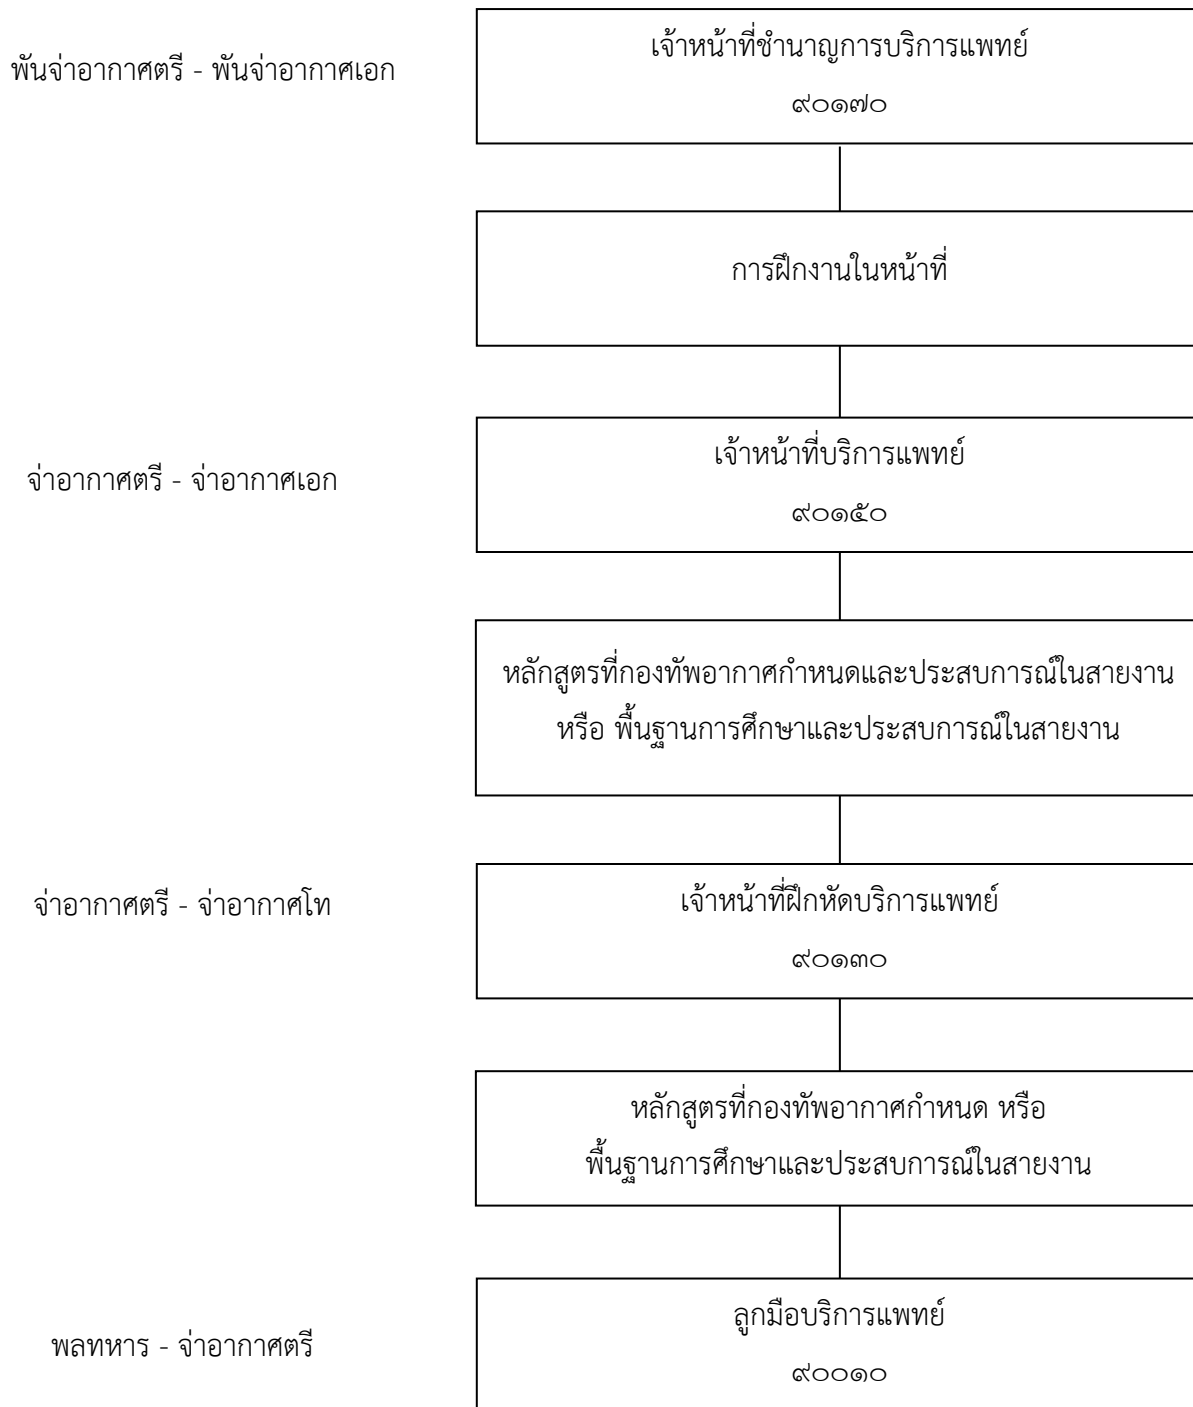 เจ้าหน้าที่ชำนาญการบริการแพทย์
พันจ่าอากาศตรี - พันจ่าอากาศเอก
๙๐๑๗๐
การฝึกงานในหน้าที่
เจ้าหน้าที่บริการแพทย์
จ่าอากาศตรี - จ่าอากาศเอก
๙๐๑๕๐
หลักสูตรที่กองทัพอากาศกำหนดและประสบการณ์ในสายงาน
หรือ พื้นฐานการศึกษาและประสบการณ์ในสายงาน
เจ้าหน้าที่ฝึกหัดบริการแพทย์
จ่าอากาศตรี - จ่าอากาศโท
๙๐๑๓๐
หลักสูตรที่กองทัพอากาศกำหนด หรือ
พื้นฐานการศึกษาและประสบการณ์ในสายงาน
ลูกมือบริการแพทย์
พลทหาร - จ่าอากาศตรี
๙๐๐๑๐